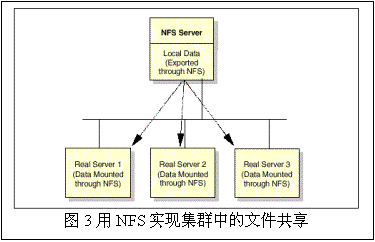 NFS Server
Local Data
(Exported
through NFS)
Real Server 1
(Data Mounted
through NFS)
Real Server 2
(Data Mounted
through NFS)
Real Server 3
(Data Mounted
through NFS)
图 3 用 NFS 实现集群中的文件共享